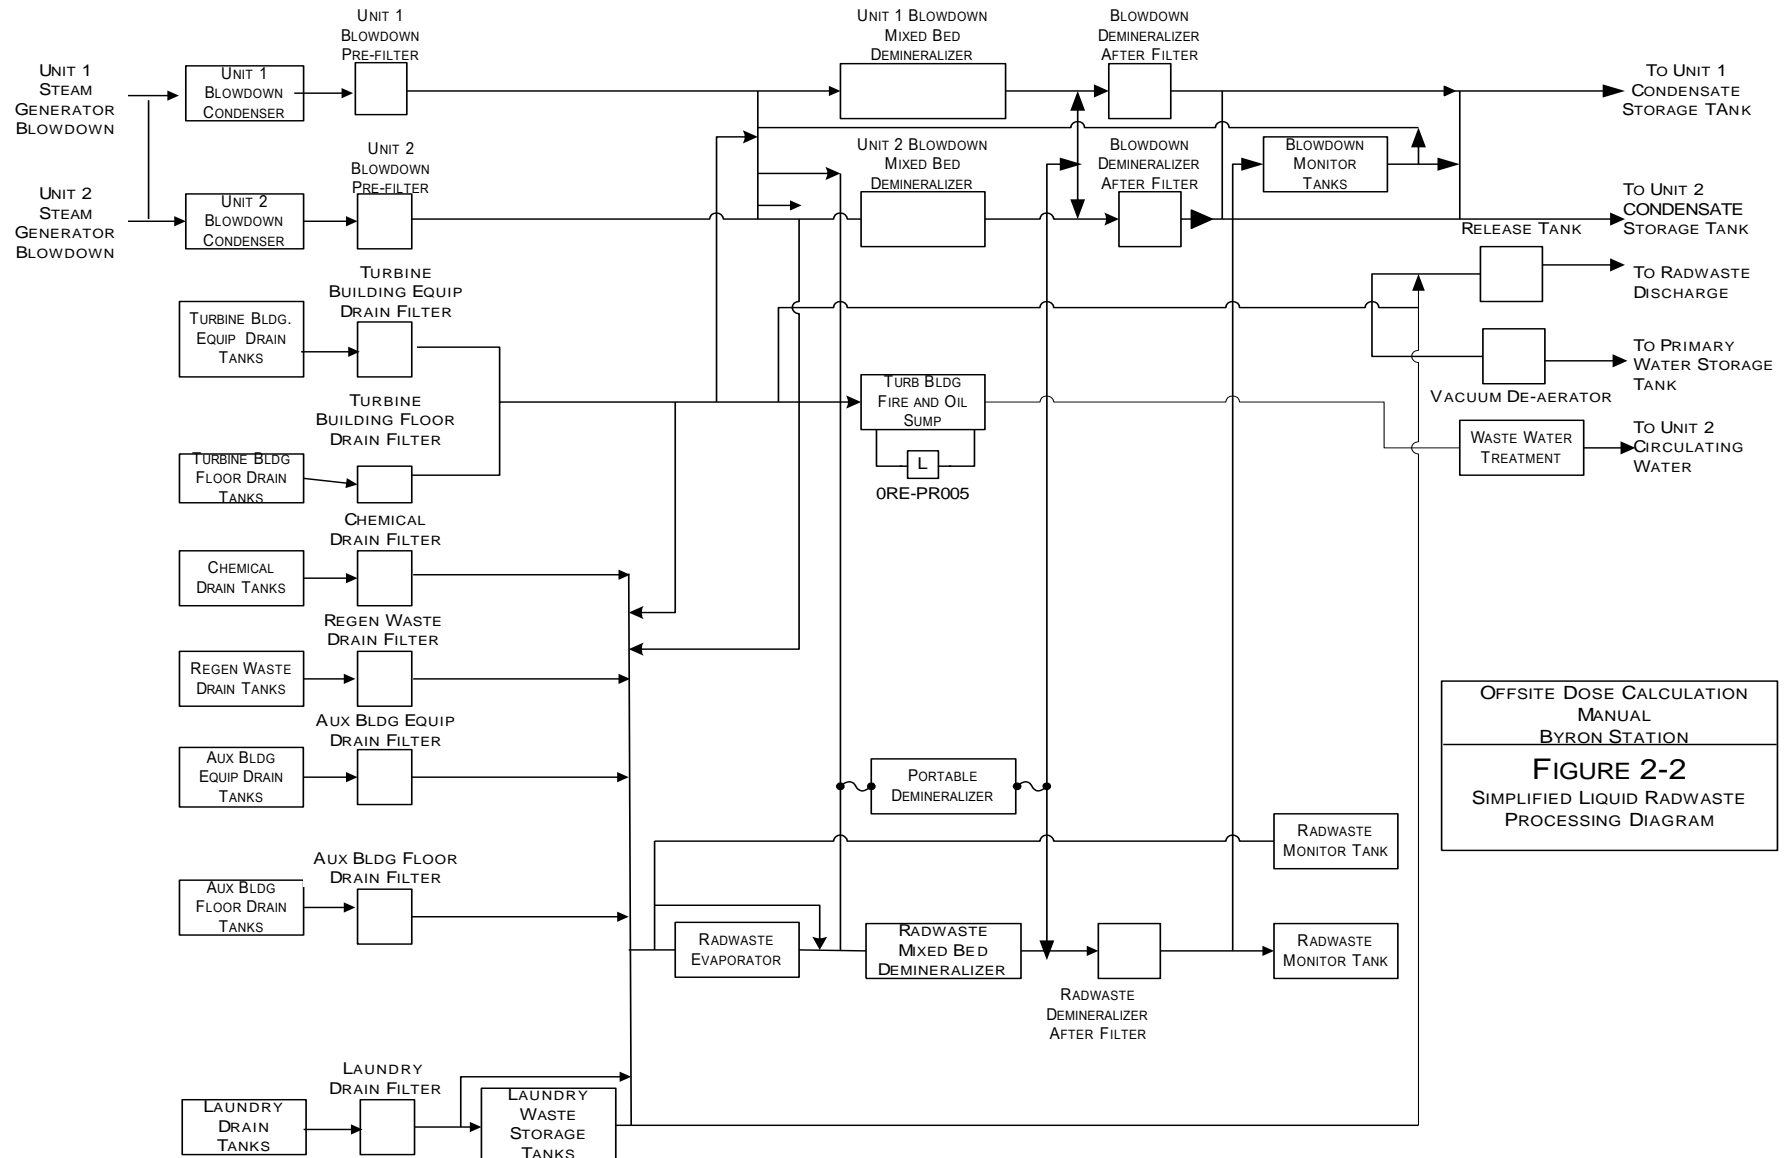 Unit 1
Blowdown
Pre-filter
Unit 1 Blowdown
Mixed Bed
Demineralizer
Blowdown
Demineralizer
After Filter
Unit 1
Steam
Generator
Blowdown
Unit 1
Blowdown
Condenser
To Unit 1
Condensate
Storage TAnk
Unit 2
Blowdown
Pre-filter
Unit 2 Blowdown
Mixed Bed
Demineralizer
Blowdown
Demineralizer
After Filter
Blowdown
Monitor
Tanks
Unit 2
Steam
Generator
Blowdown
Unit 2
Blowdown
Condenser
To Unit 2
CONDENSATE
Storage Tank
Release Tank
To Radwaste
Discharge
Turbine
Building Equip
Drain Filter
Turbine Bldg.
Equip Drain
Tanks
To Primary
Water Storage
Tank
Vacuum De-aerator
Turbine
Building Floor
Drain Filter
Turb Bldg
Fire and Oil
Sump
L
0RE-PR005
Waste Water
Treatment
To Unit 2
Circulating
Water
Turbine Bldg
Floor Drain
Tanks
Chemical
Drain Filter
Chemical
Drain Tanks
Regen Waste
Drain Filter
Regen Waste
Drain Tanks
Aux Bldg Equip
Drain Filter
Aux Bldg
Equip Drain
Tanks
Portable
Demineralizer
Offsite Dose Calculation
Manual
Byron Station
Figure 2-2
Simplified Liquid Radwaste
Processing Diagram
Radwaste
Monitor Tank
Aux Bldg Floor
Drain Filter
Aux Bldg
Floor Drain
Tanks
Radwaste
Evaporator
Radwaste
Mixed Bed
Demineralizer
Radwaste
Demineralizer
After Filter
Radwaste
Monitor Tank
Laundry
Drain Filter
Laundry
Drain
Tanks
Laundry
Waste
Storage
Tanks